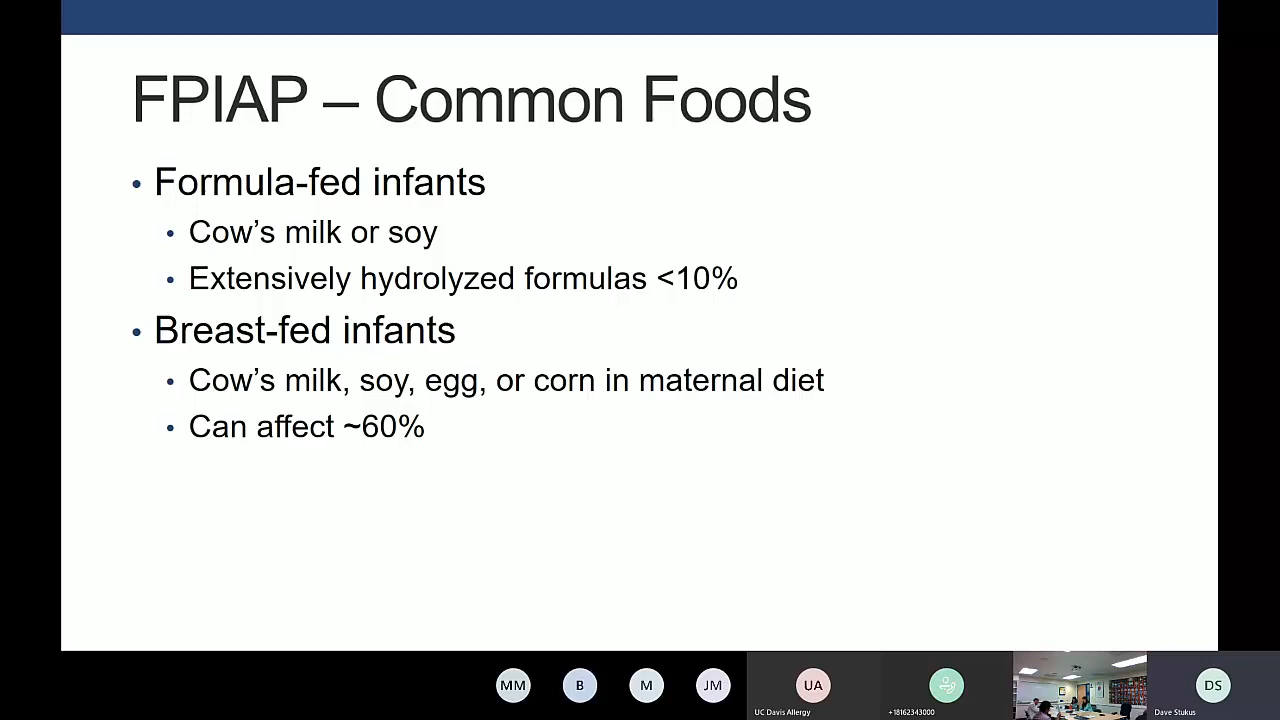 FPIAP – Common Foods
• Formula-fed infants
• Cow's milk or soy
• Extensively hydrolyzed formulas <10%
• Breast-fed infants
• Cow's milk, soy, egg, or corn in maternal diet
• Can affect ~60%
MM B M JM UA DS
UC Davis Allergy +18162343000 Dave Stukus